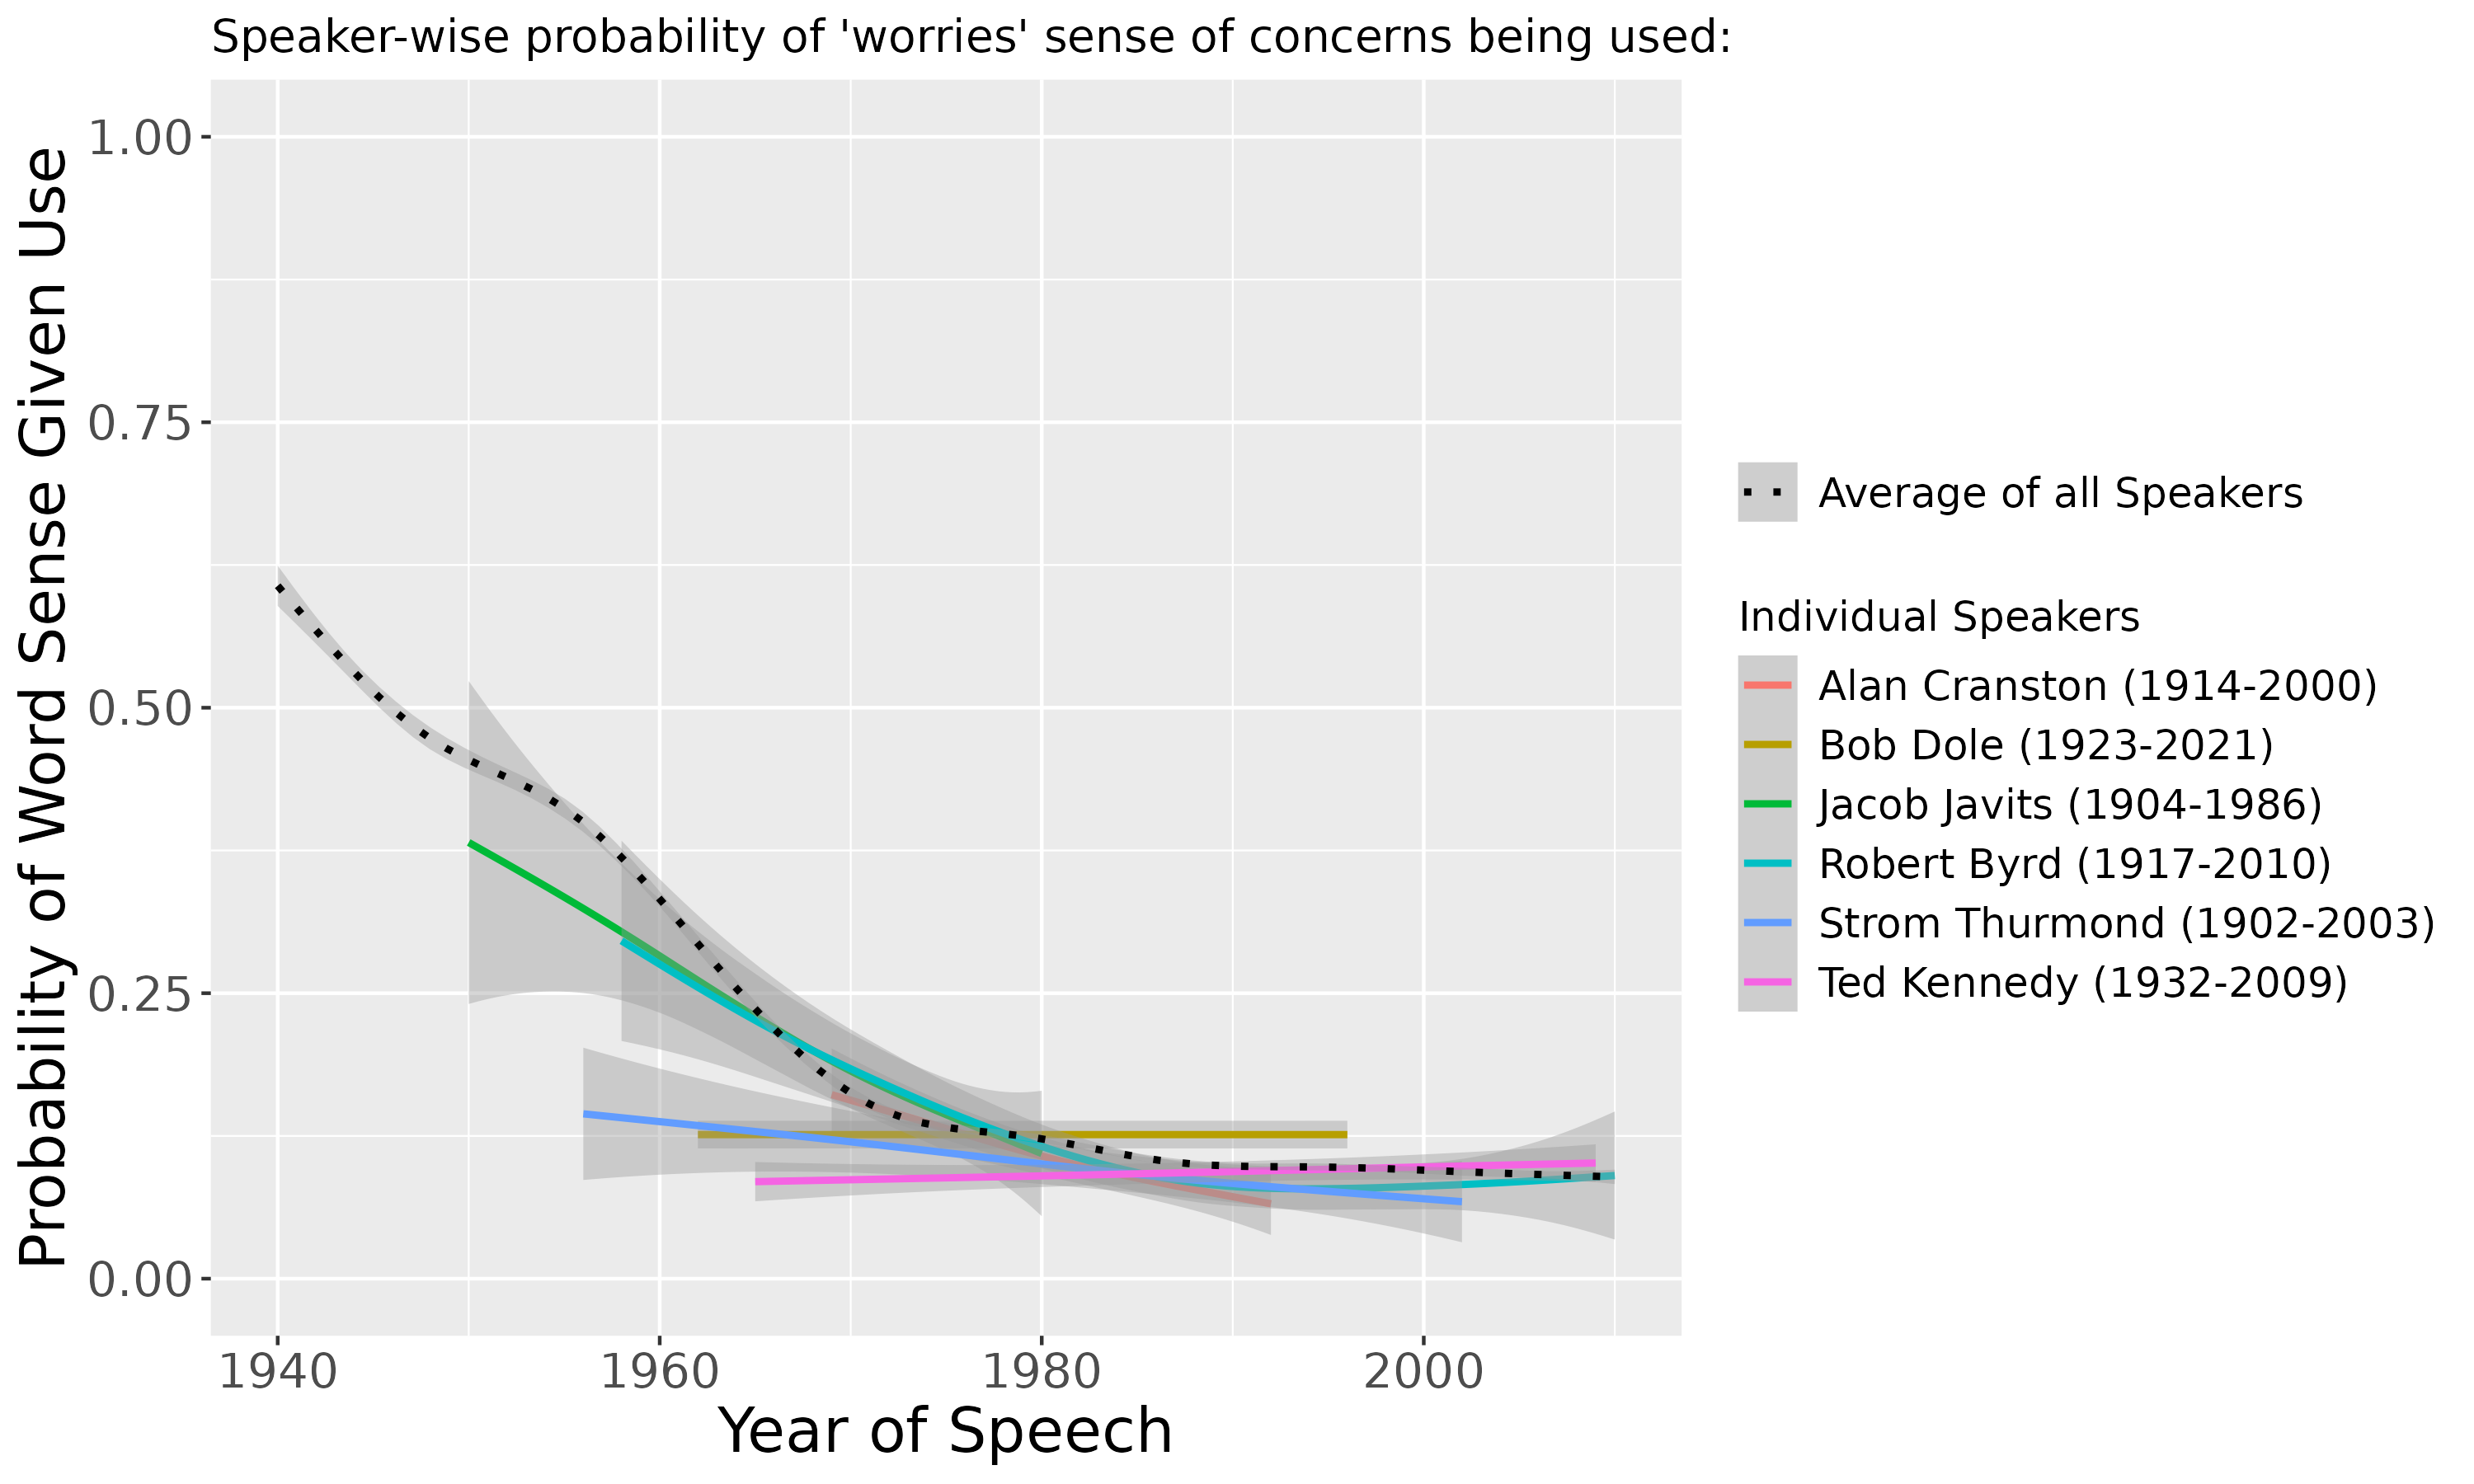 Speaker-wise probability of 'worries' sense of concerns being used:
Probability of Word Sense Given Use
1.00
0.75
0.50
0.25
0.00
1940
1960
1980
2000
Year of Speech
Average of all Speakers
Individual Speakers
Alan Cranston (1914-2000)
Bob Dole (1923-2021)
Jacob Javits (1904-1986)
Robert Byrd (1917-2010)
Strom Thurmond (1902-2003)
Ted Kennedy (1932-2009)